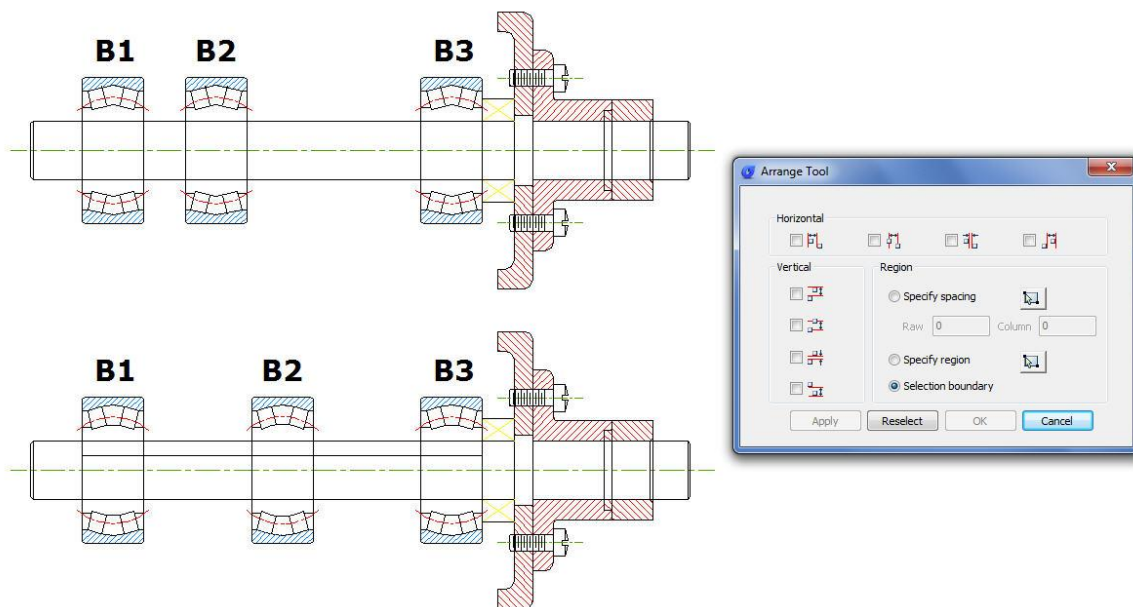 B1 B2 B3
B1 B2 B3
Arrange Tool
Horizontal
Vertical
Region
Specify spacing
Raw 0 Column 0
Specify region
Selection boundary
Apply Reselect OK Cancel